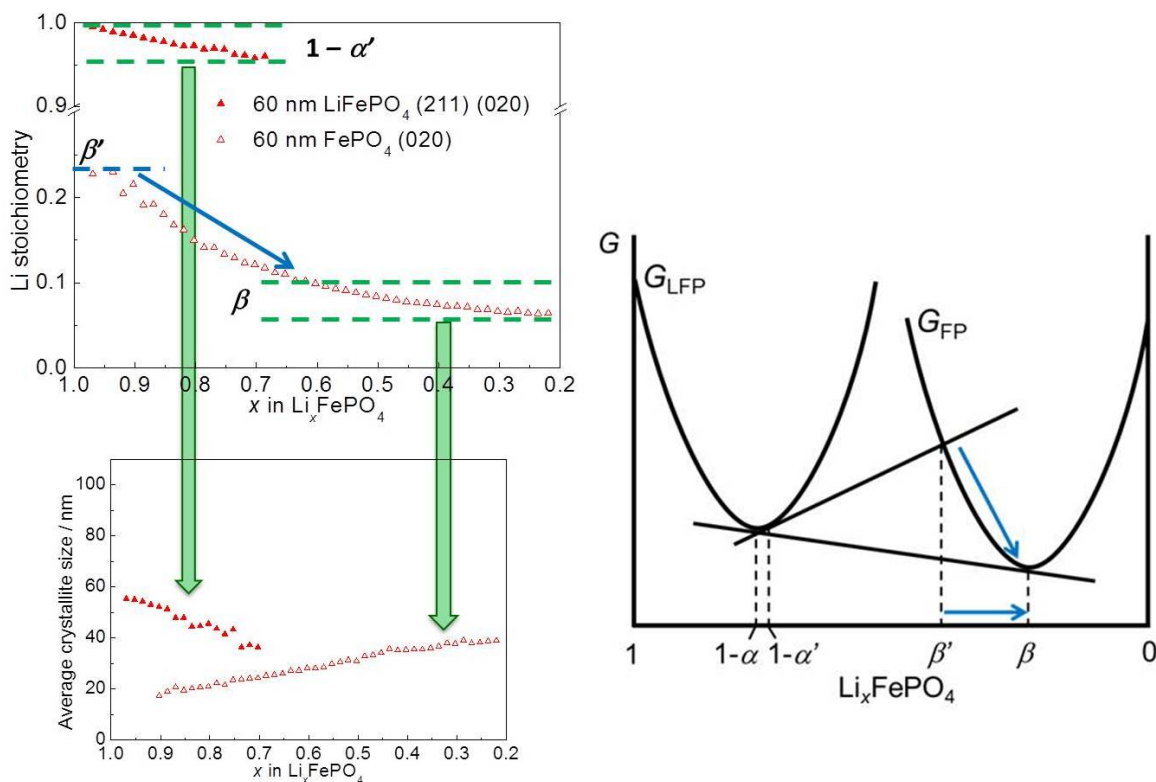 1.0
0.9
0.2
0.1
0.0
Li stoichiometry
1 – α'
60 nm LiFePO4 (211) (020)
60 nm FePO4 (020)
β'
β
1.0 0.9 0.8 0.7 0.6 0.5 0.4 0.3 0.2
x in LixFePO4
100
80
60
40
20
0
Average crystallite size / nm
1.0 0.9 0.8 0.7 0.6 0.5 0.4 0.3 0.2
x in LixFePO4
G
GLFP
GFP
1 1-α 1-α' β' β 0
LixFePO4